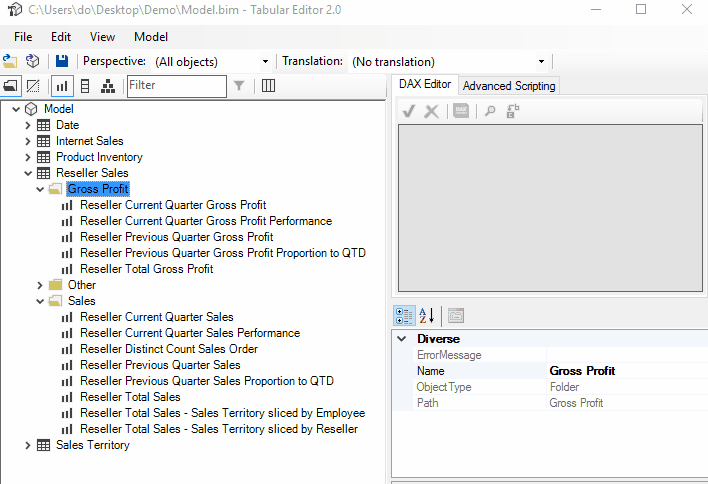 C:\Users\do\Desktop\Demo\Model.bim - Tabular Editor 2.0
File Edit View Model
Perspective: (All objects) Translation: (No translation)
Filter
DAX Editor Advanced Scripting
Model
Date
Internet Sales
Product Inventory
Reseller Sales
Gross Profit
Reseller Current Quarter Gross Profit
Reseller Current Quarter Gross Profit Performance
Reseller Previous Quarter Gross Profit
Reseller Previous Quarter Gross Profit Proportion to QTD
Reseller Total Gross Profit
Other
Sales
Reseller Current Quarter Sales
Reseller Current Quarter Sales Performance
Reseller Distinct Count Sales Order
Reseller Previous Quarter Sales
Reseller Previous Quarter Sales Proportion to QTD
Reseller Total Sales
Reseller Total Sales - Sales Territory sliced by Employee
Reseller Total Sales - Sales Territory sliced by Reseller
Sales Territory
Diverse
ErrorMessage
Name Gross Profit
ObjectType Folder
Path Gross Profit